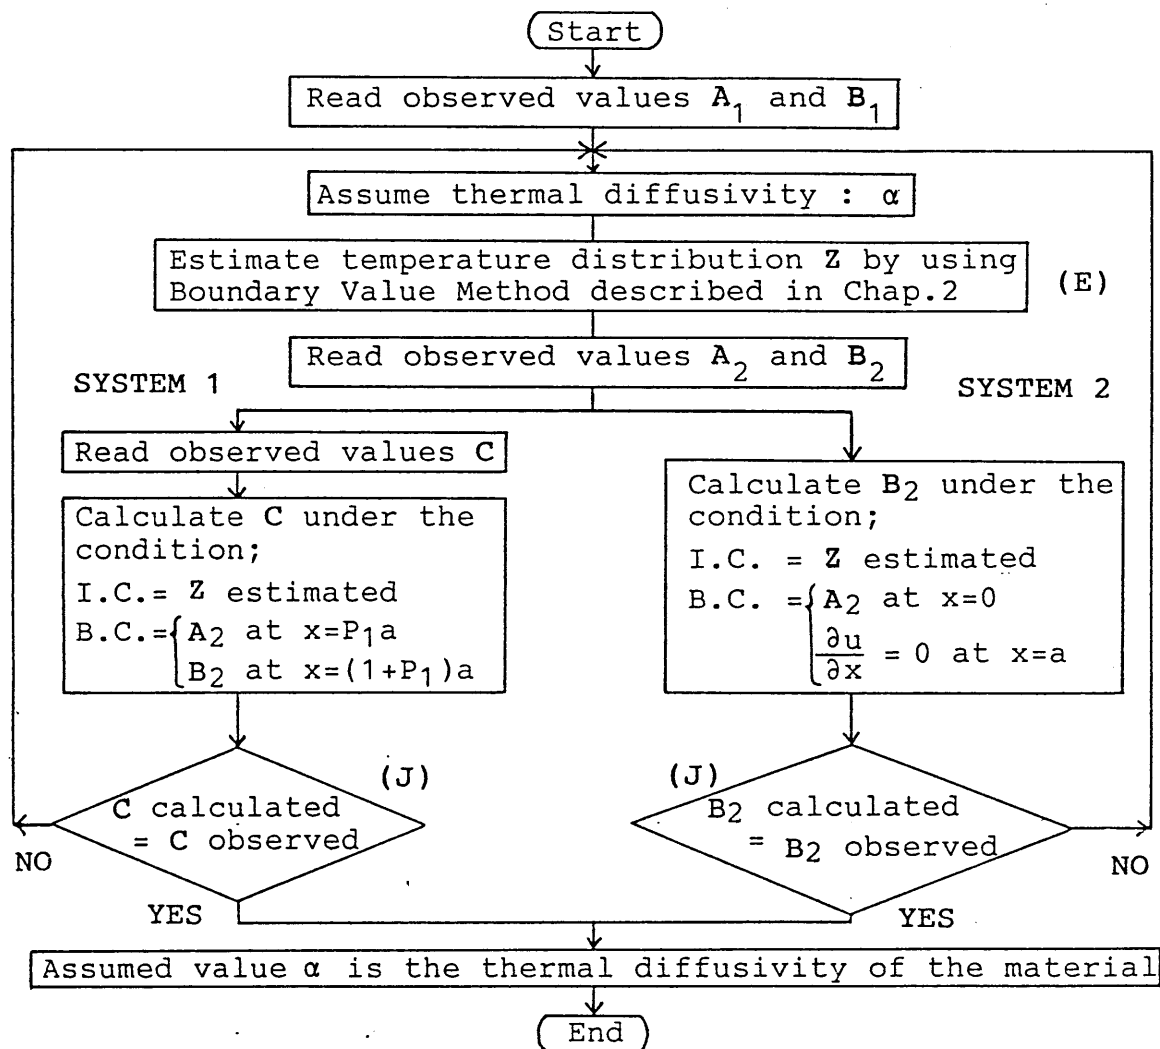 Start
Read observed values A₁ and B₁
Assume thermal diffusivity : α
Estimate temperature distribution Z by using
Boundary Value Method described in Chap.2
(E)
Read observed values A₂ and B₂
SYSTEM 1
SYSTEM 2
Read observed values C
Calculate C under the
condition;
I.C.= Z estimated
B.C.={A₂ at x=P₁a
B₂ at x=(1+P₁)a
Calculate B₂ under the
condition;
I.C. = Z estimated
B.C. ={A₂ at x=0
∂u/∂x = 0 at x=a
(J)
C calculated
= C observed
NO
YES
(J)
B₂ calculated
= B₂ observed
NO
YES
Assumed value α is the thermal diffusivity of the material
End